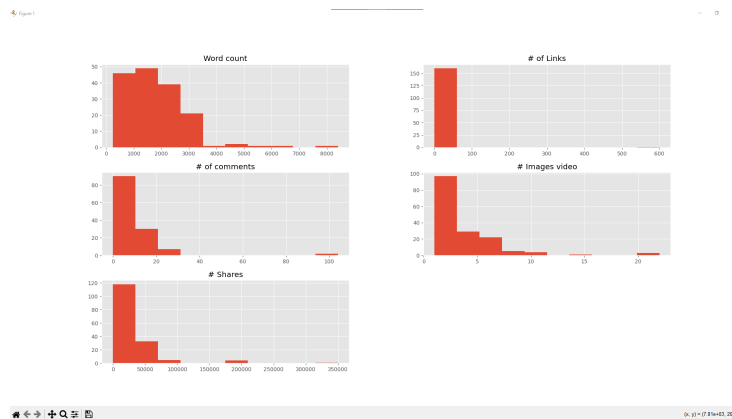 Figure 1
Word count
50
40
30
20
10
0
0 1000 2000 3000 4000 5000 6000 7000 8000
# of Links
150
125
100
75
50
25
0
0 100 200 300 400 500 600
# of comments
80
60
40
20
0
0 20 40 60 80 100
# Images video
100
80
60
40
20
0
0 5 10 15 20
# Shares
120
100
80
60
40
20
0
0 50000 100000 150000 200000 250000 300000 350000